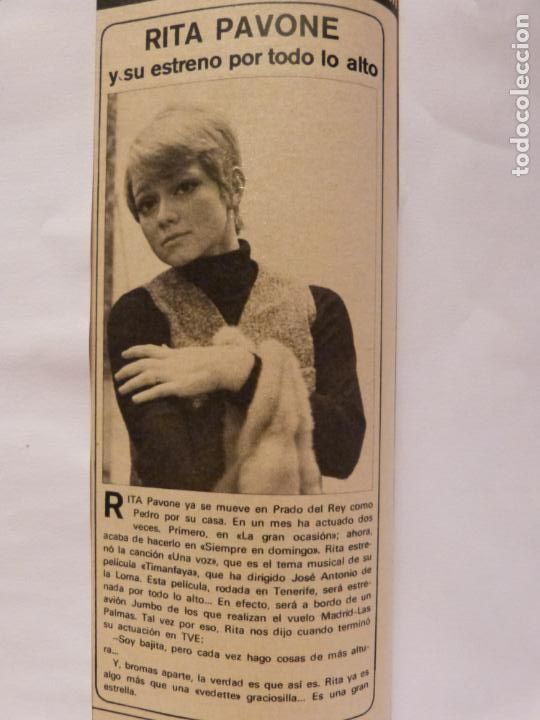 RITA PAVONE
y su estreno por todo lo alto
RITA Pavone ya se mueve en Prado del Rey como
Pedro por su casa. En un mes ha actuado dos
veces. Primero, en «La gran ocasión»; ahora,
acaba de hacerlo en «Siempre en domingo». Rita estre-
nó la canción «Una voz», que es el tema musical de su
película «Timanfaya», que ha dirigido José Antonio de
la Loma. Esta película, rodada en Tenerife, será estre-
nada por todo lo alto... En efecto, será a bordo de un
avión Jumbo de los que realizan el vuelo Madrid-Las
Palmas. Tal vez por eso, Rita nos dijo cuando terminó
su actuación en TVE:
—Soy bajita, pero cada vez hago cosas de más altu-
ra...
Y, bromas aparte, la verdad es que así es. Rita ya es
algo más que una «vedette» graciosilla... Es una gran
estrella.
todocoleccion.net